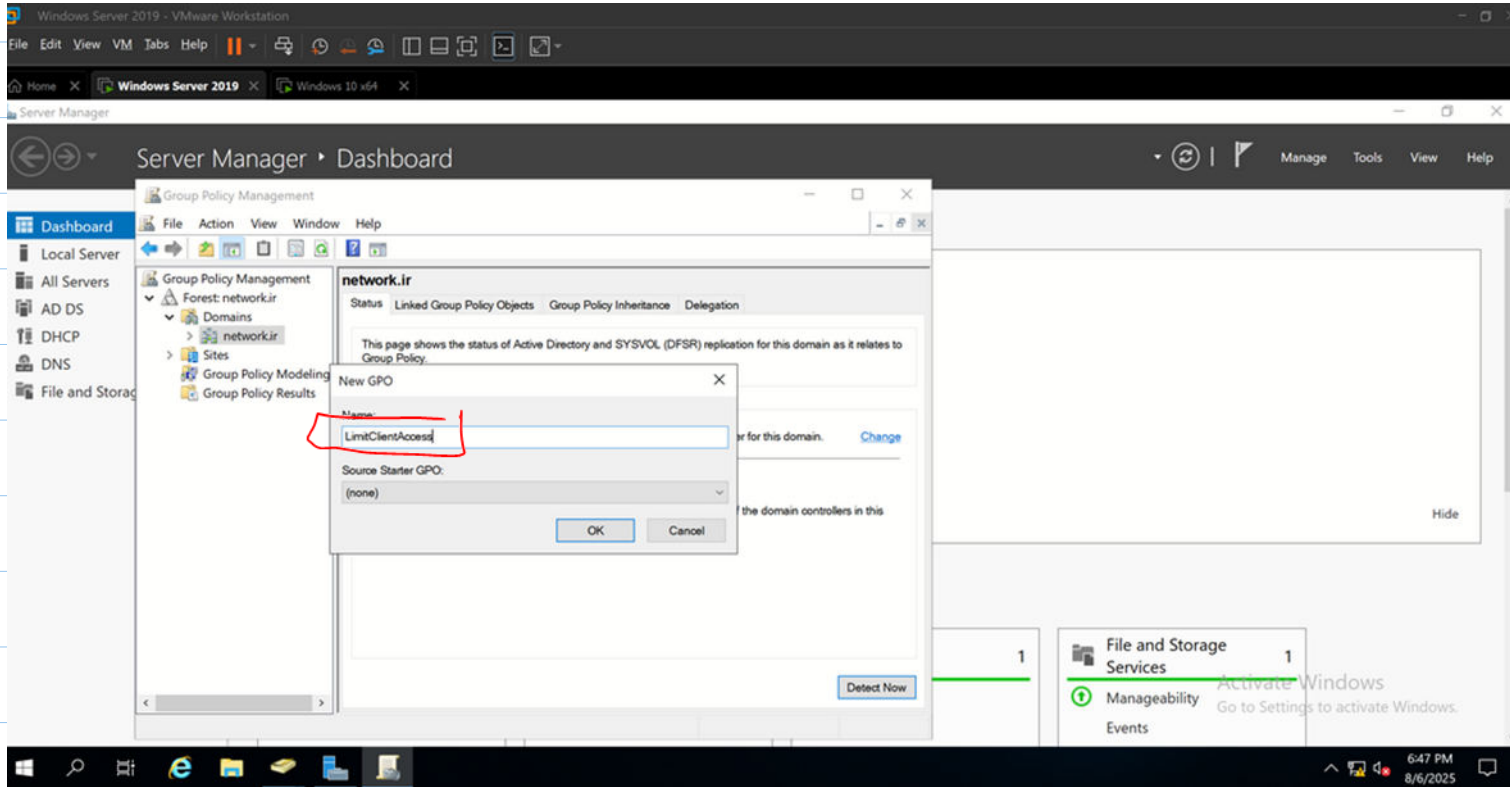 Windows Server 2019 - VMware Workstation
File Edit View VM Tabs Help
Home Windows Server 2019 Windows 10 x64
Server Manager
Server Manager Dashboard
Manage Tools View Help
Group Policy Management
File Action View Window Help
Dashboard
Local Server
All Servers
AD DS
DHCP
DNS
File and Storag
Group Policy Management
Forest: network.ir
Domains
network.ir
Sites
Group Policy Modeling
Group Policy Results
network.ir
Status Linked Group Policy Objects Group Policy Inheritance Delegation
This page shows the status of Active Directory and SYSVOL (DFSR) replication for this domain as it relates to
Group Policy.
New GPO
Name:
LimitClientAccess
er for this domain. Change
Source Starter GPO:
(none)
the domain controllers in this
OK Cancel
Hide
Detect Now
1
File and Storage
Services
1
Manageability
Events
Activate Windows
Go to Settings to activate Windows.
6:47 PM
8/6/2025